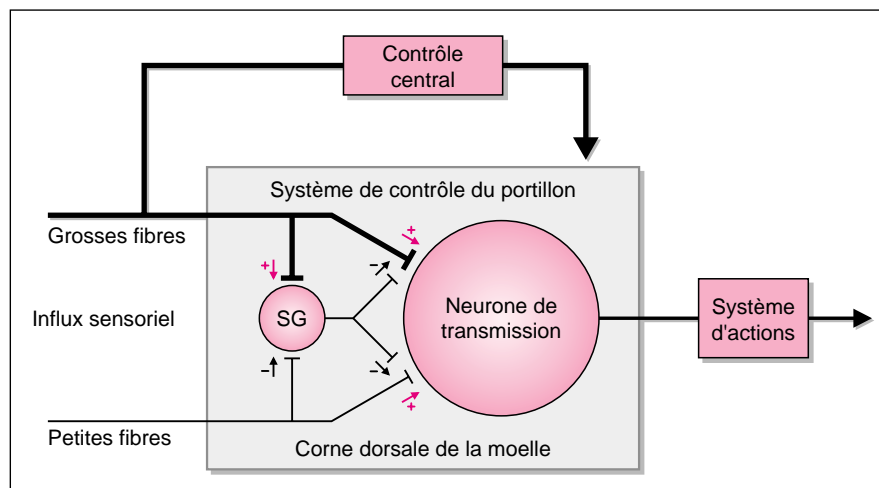 Contrôle
central
Système de contrôle du portillon
Grosses fibres
+
+
–
Influx sensoriel
SG
Neurone de
transmission
Système
d'actions
–
–
+
Petites fibres
Corne dorsale de la moelle